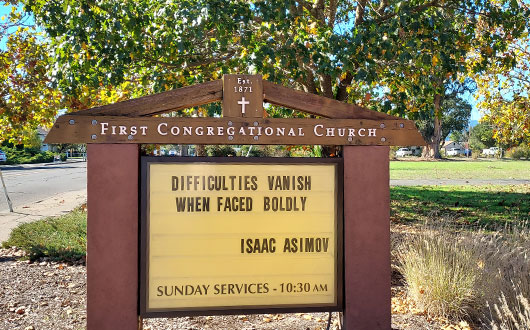 Est.
1871
First Congregational Church
DIFFICULTIES VANISH
WHEN FACED BOLDLY
ISAAC ASIMOV
SUNDAY SERVICES - 10:30 AM